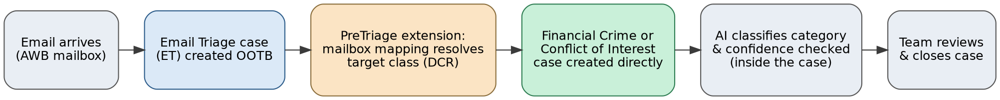 Email arrives
(AWB mailbox)
Email Triage case
(ET) created OOTB
PreTriage extension:
mailbox mapping resolves
target class (DCR)
Financial Crime or
Conflict of Interest
case created directly
AI classifies category
& confidence checked
(inside the case)
Team reviews
& closes case